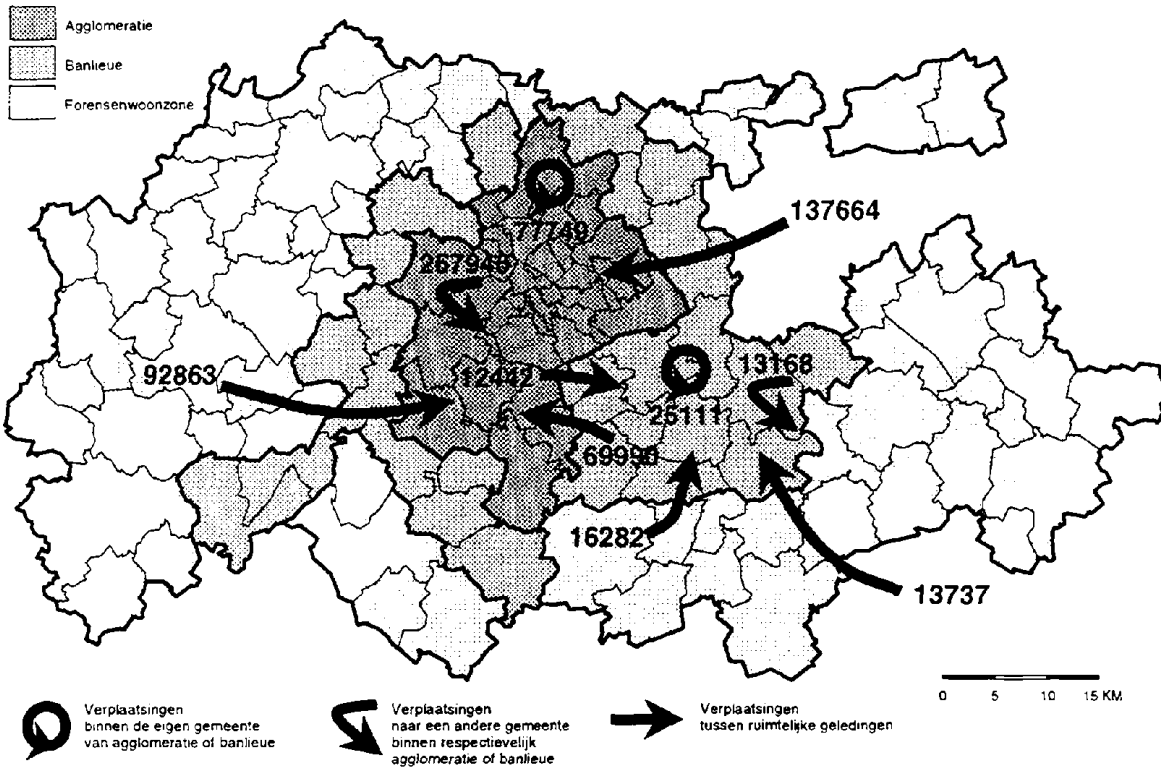 Agglomeratie
Banlieue
Forensenwoonzone
137664
77749
267940
92863
12442
13168
25111
69990
16282
13737
0 5 10 15 KM
Verplaatsingen
binnen de eigen gemeente
van agglomeratie of banlieue
Verplaatsingen
naar een andere gemeente
binnen respectievelijk
agglomeratie of banlieue
Verplaatsingen
tussen ruimtelijke geledingen